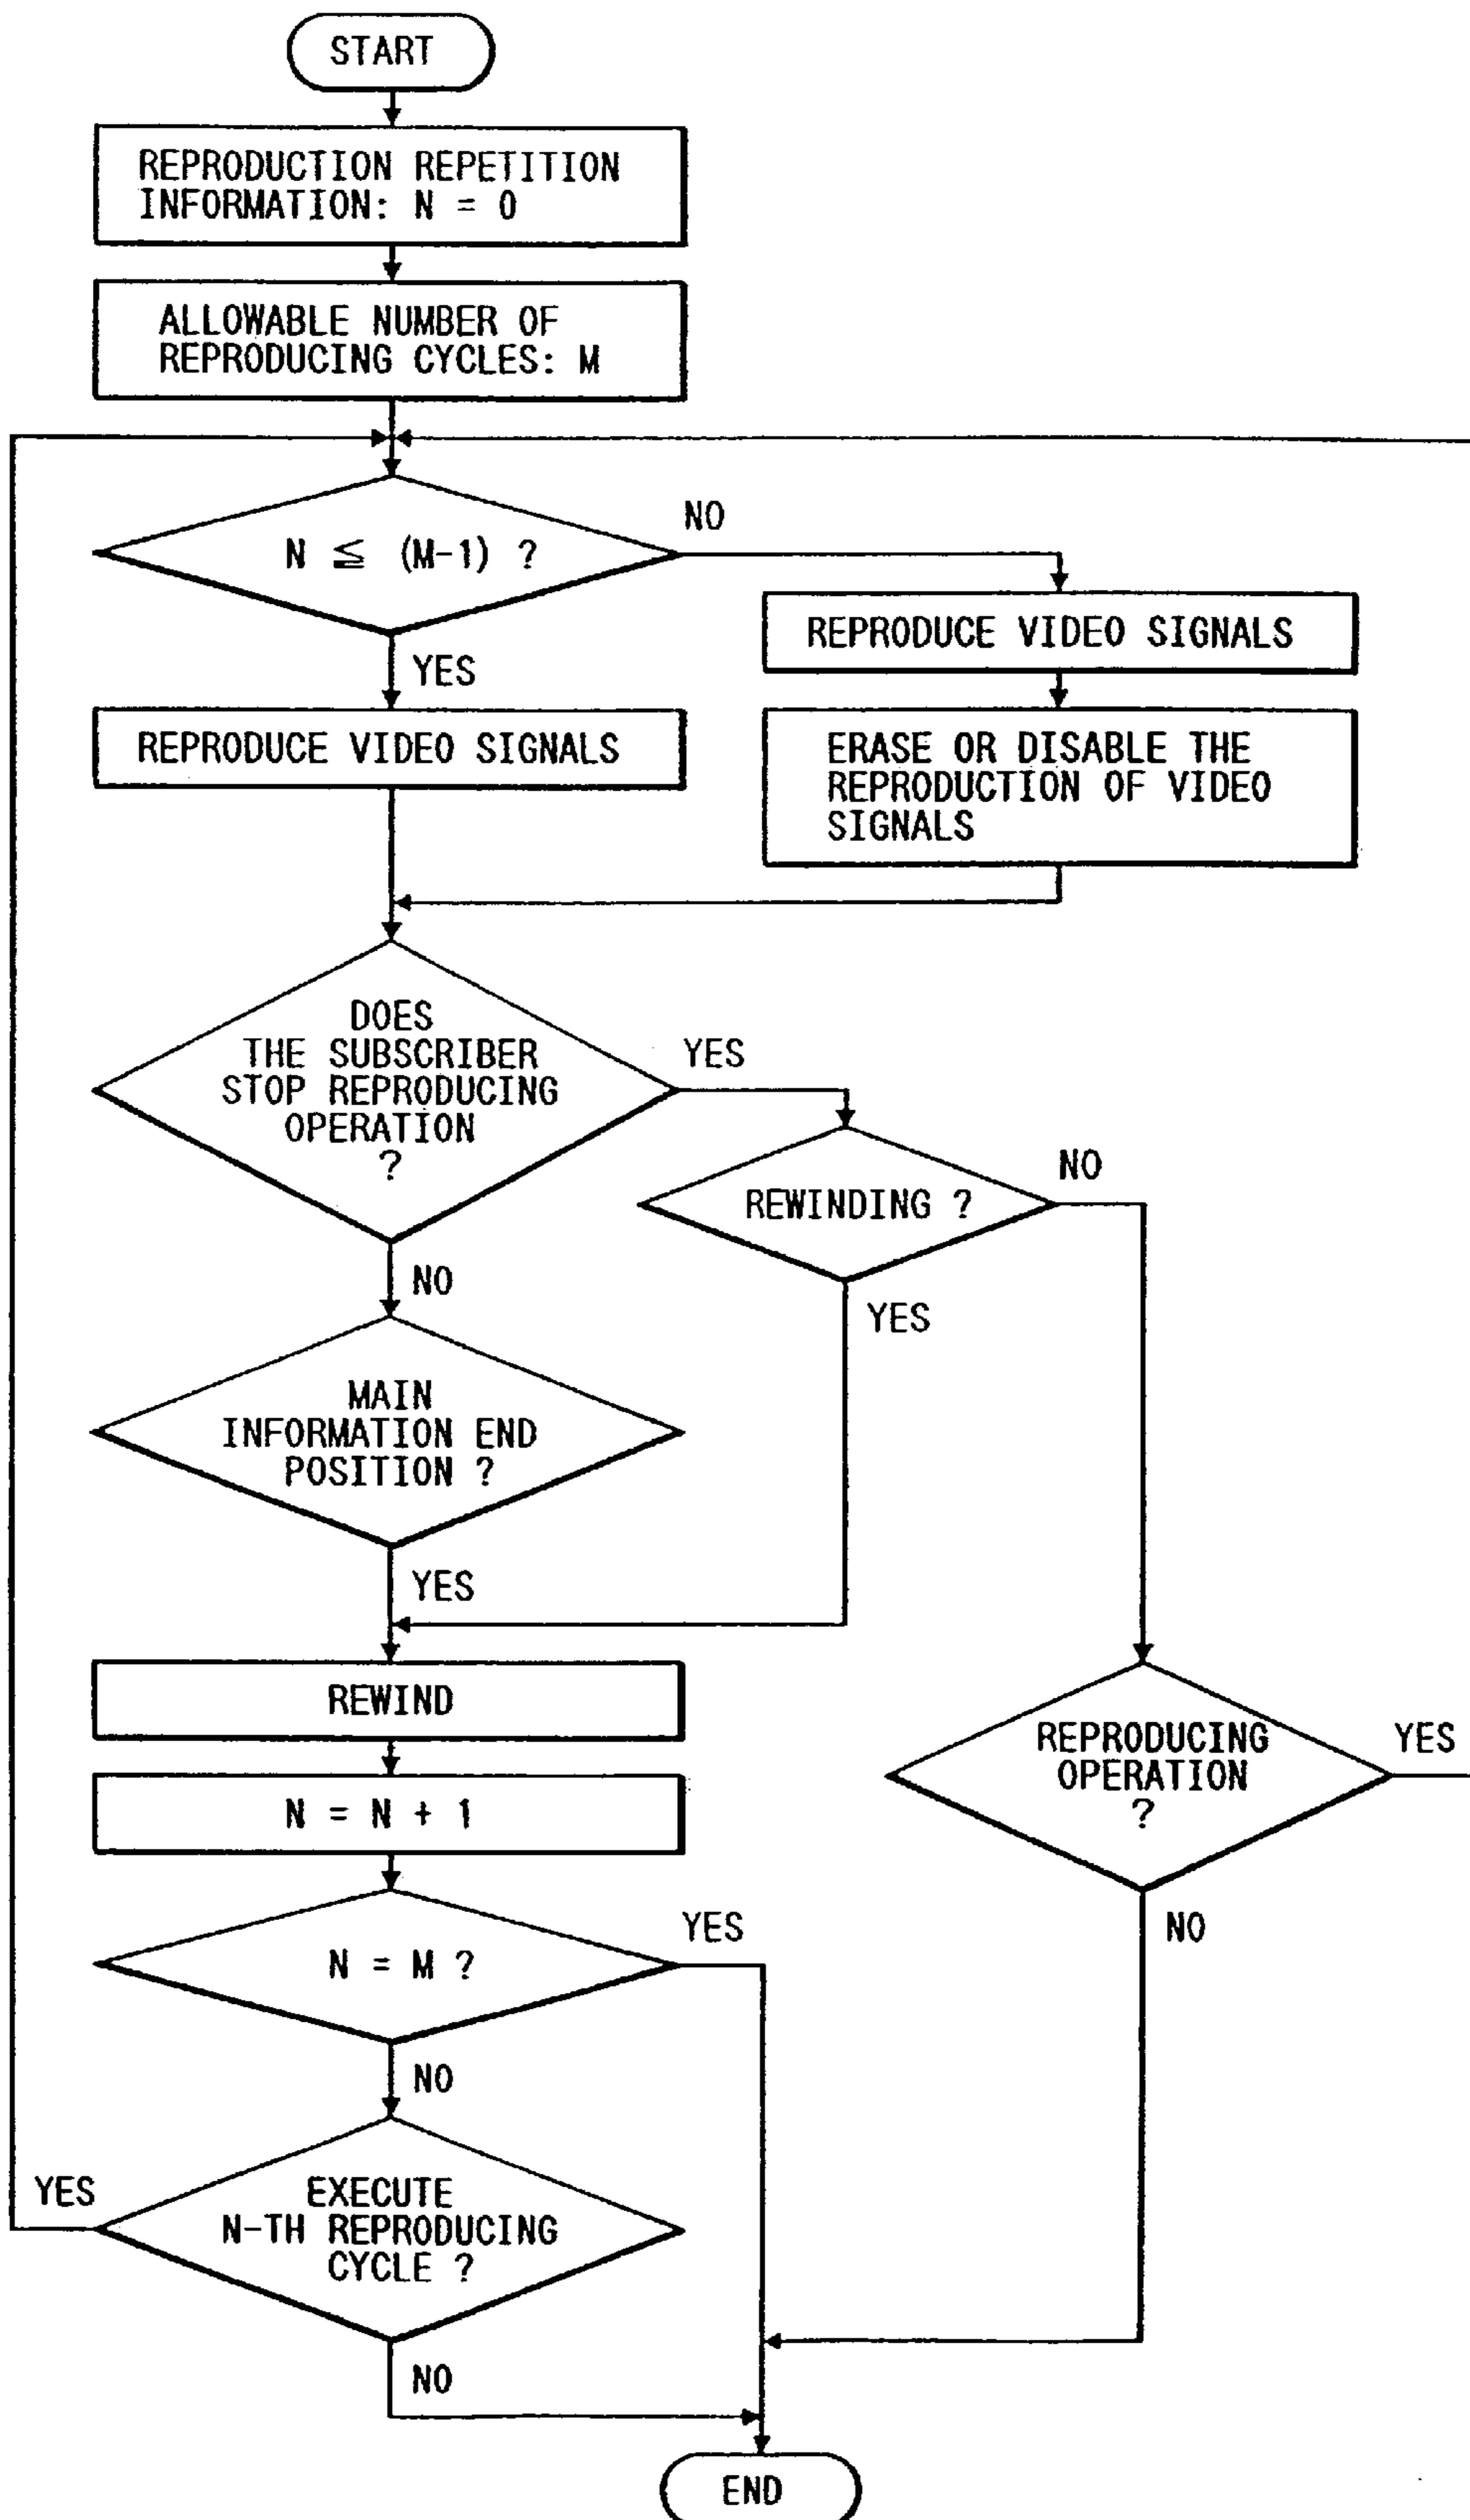 START
REPRODUCTION REPETITION
INFORMATION: N = 0
ALLOWABLE NUMBER OF
REPRODUCING CYCLES: M
N ≦ (M-1) ?
NO
YES
REPRODUCE VIDEO SIGNALS
REPRODUCE VIDEO SIGNALS
ERASE OR DISABLE THE
REPRODUCTION OF VIDEO
SIGNALS
DOES
THE SUBSCRIBER
STOP REPRODUCING
OPERATION
?
YES
NO
REWINDING ?
NO
YES
MAIN
INFORMATION END
POSITION ?
YES
REWIND
N = N + 1
REPRODUCING
OPERATION
?
YES
NO
N = M ?
YES
NO
EXECUTE
N-TH REPRODUCING
CYCLE ?
YES
NO
END